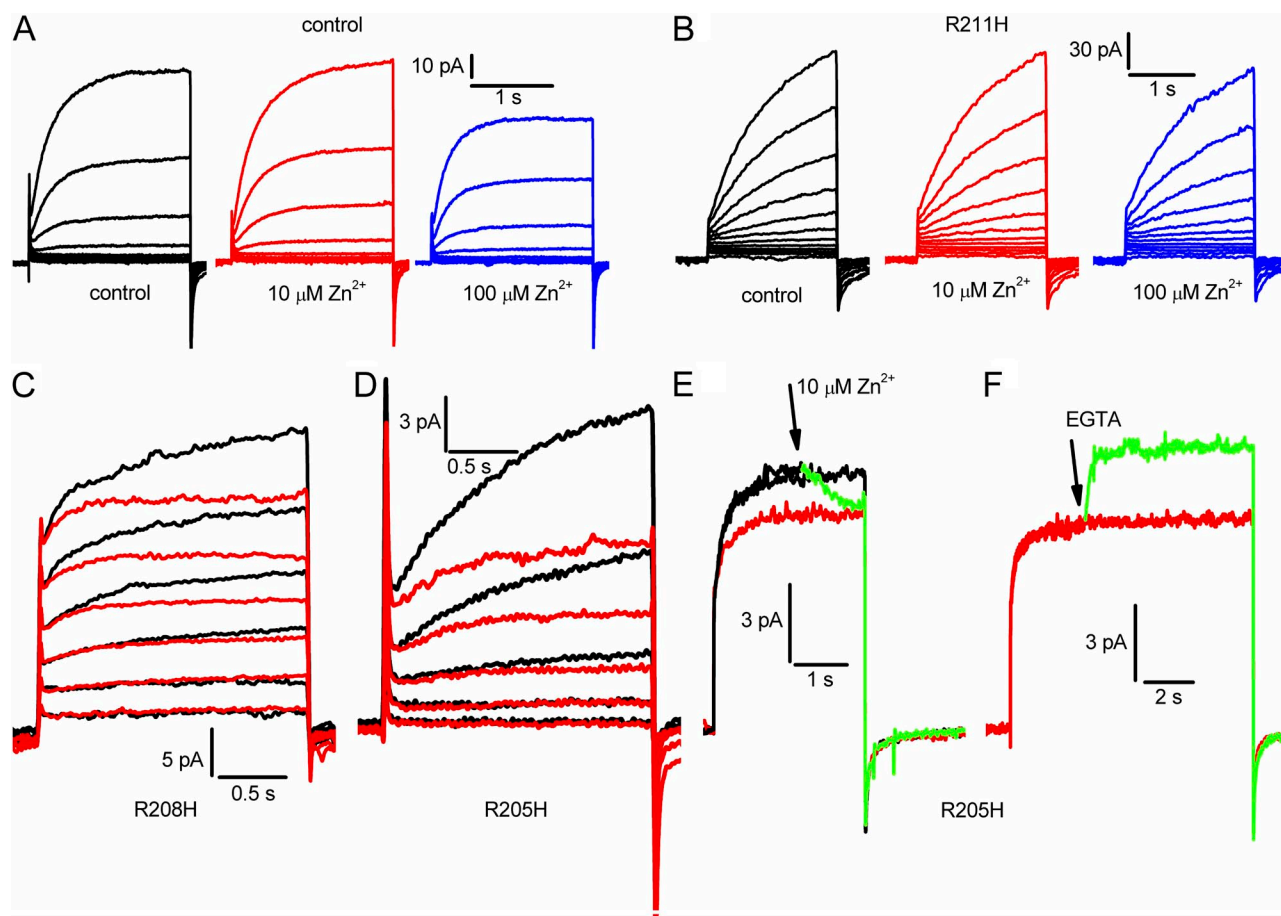 A
control
10 pA
1 s
control
10 μM Zn²⁺
100 μM Zn²⁺
B
R211H
30 pA
1 s
control
10 μM Zn²⁺
100 μM Zn²⁺
C
5 pA
0.5 s
R208H
D
3 pA
0.5 s
R205H
E
10 μM Zn²⁺
3 pA
1 s
F
EGTA
3 pA
2 s
R205H